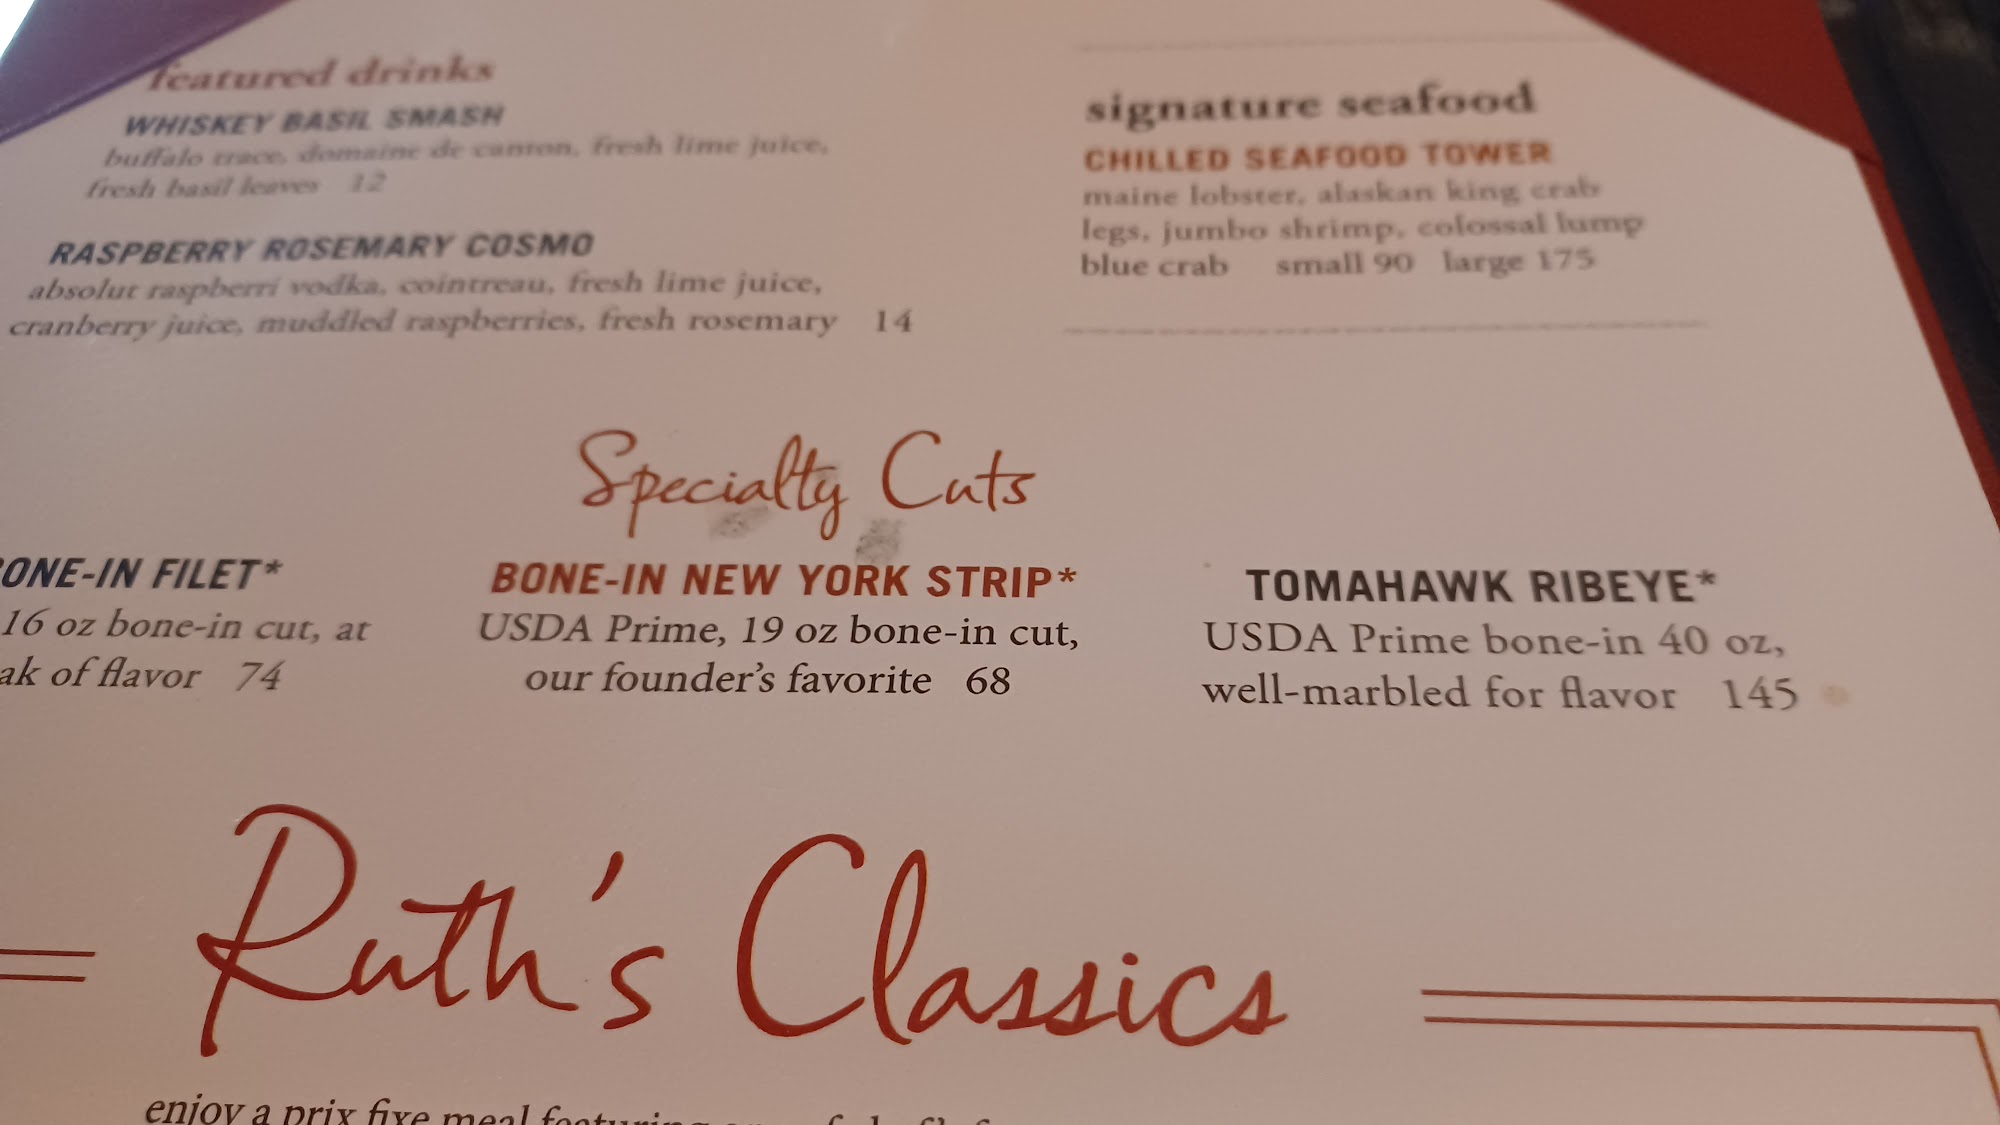 featured drinks
WHISKEY BASIL SMASH
buffalo trace, domaine de canton, fresh lime juice,
fresh basil leaves 12
RASPBERRY ROSEMARY COSMO
absolut raspberri vodka, cointreau, fresh lime juice,
cranberry juice, muddled raspberries, fresh rosemary 14
signature seafood
CHILLED SEAFOOD TOWER
maine lobster, alaskan king crab
legs, jumbo shrimp, colossal lump
blue crab small 90 large 175
Specialty Cuts
ONE-IN FILET*
16 oz bone-in cut, at
ak of flavor 74
BONE-IN NEW YORK STRIP*
USDA Prime, 19 oz bone-in cut,
our founder's favorite 68
TOMAHAWK RIBEYE*
USDA Prime bone-in 40 oz,
well-marbled for flavor 145
Ruth's Classics
enjoy a prix fixe meal featuring